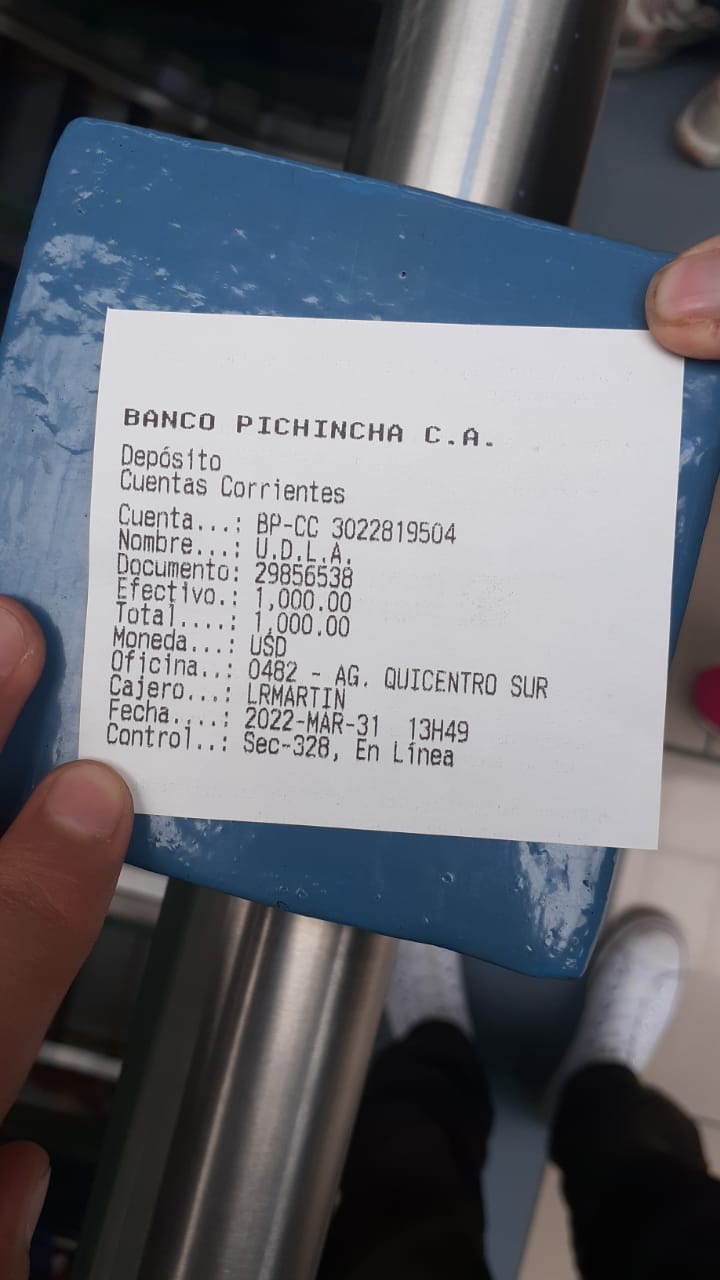 BANCO PICHINCHA C.A.
Depósito
Cuentas Corrientes
Cuenta...: BP-CC 3022819504
Nombre...: U.D.L.A.
Documento: 29856538
Efectivo.: 1,000.00
Total....: 1,000.00
Moneda...: USD
Oficina..: 0482 - AG. QUICENTRO SUR
Cajero...: LRMARTIN
Fecha....: 2022-MAR-31  13H49
Control..: Sec-328, En Línea